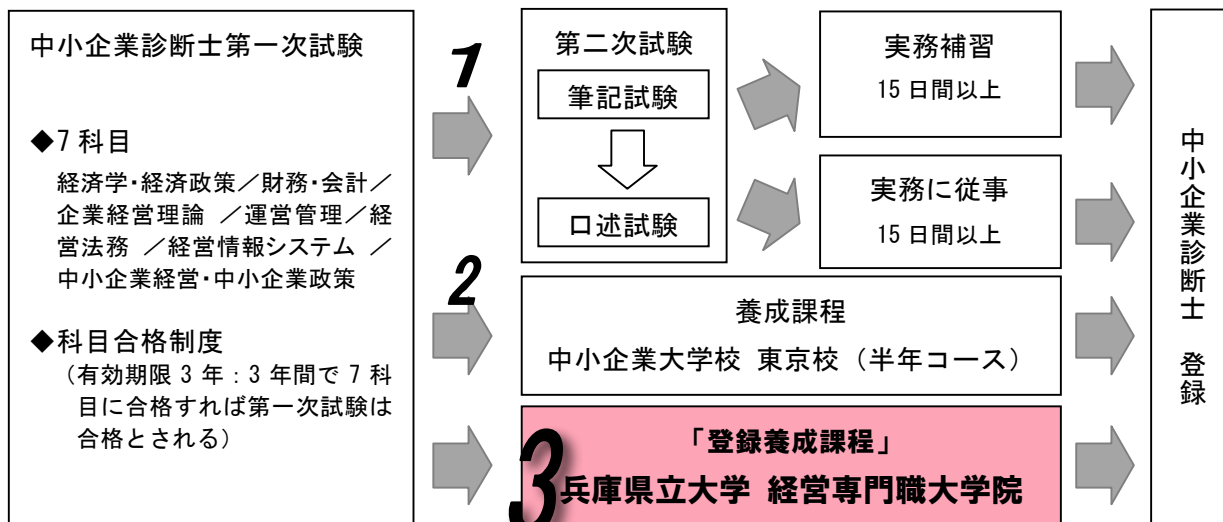 中小企業診断士第一次試験
◆7 科目
経済学・経済政策／財務・会計／
企業経営理論 ／運営管理／経
営法務 ／経営情報システム ／
中小企業経営・中小企業政策
◆科目合格制度
（有効期限 3 年：3 年間で 7 科
目に合格すれば第一次試験は
合格とされる）
1
第二次試験
筆記試験
口述試験
実務補習
15 日間以上
実務に従事
15 日間以上
2
養成課程
中小企業大学校 東京校（半年コース）
3
「登録養成課程」
兵庫県立大学 経営専門職大学院
中小企業診断士 登録